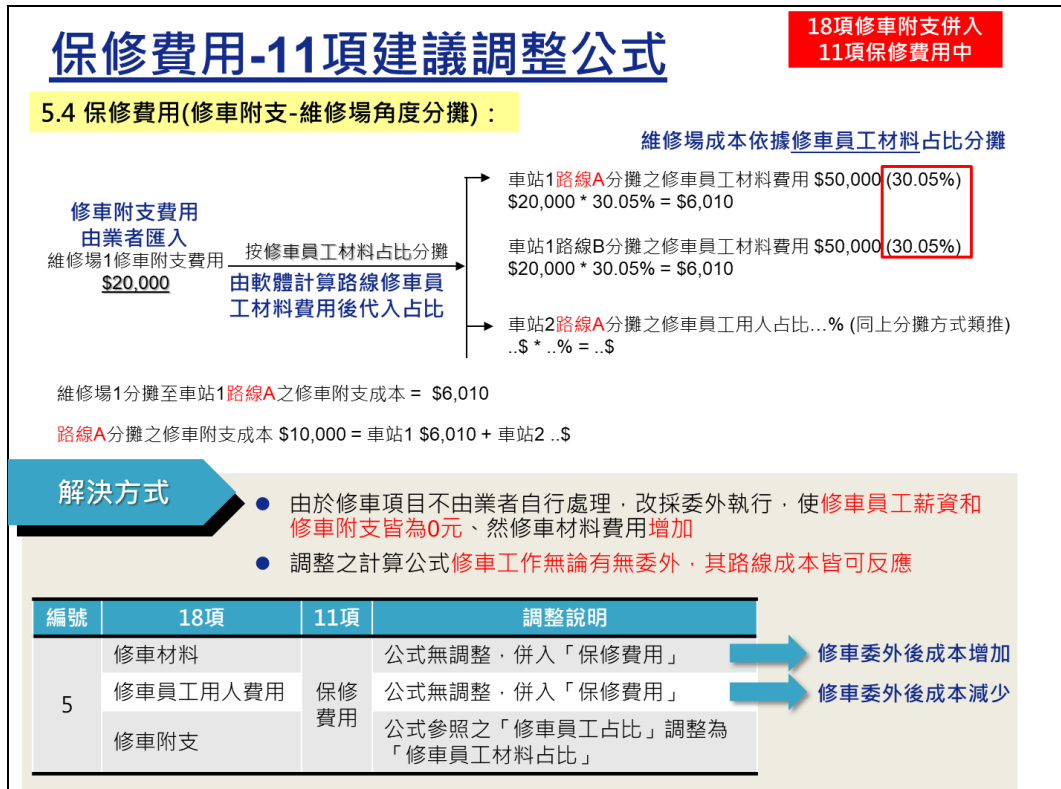 保修費用-11項建議調整公式
18項修車附支併入
11項保修費用中
5.4 保修費用(修車附支-維修場角度分攤)：
維修場成本依據修車員工材料占比分攤
修車附支費用
由業者匯入
維修場1修車附支費用
$20,000
按修車員工材料占比分攤
由軟體計算路線修車員
工材料費用後代入占比
車站1路線A分攤之修車員工材料費用 $50,000 (30.05%)
$20,000 * 30.05% = $6,010
車站1路線B分攤之修車員工材料費用 $50,000 (30.05%)
$20,000 * 30.05% = $6,010
車站2路線A分攤之修車員工用人占比…% (同上分攤方式類推)
..$ * ..% = ..$
維修場1分攤至車站1路線A之修車附支成本 = $6,010
路線A分攤之修車附支成本 $10,000 = 車站1 $6,010 + 車站2 ..$
解決方式
● 由於修車項目不由業者自行處理，改採委外執行，使修車員工薪資和
修車附支皆為0元、然修車材料費用增加
● 調整之計算公式修車工作無論有無委外，其路線成本皆可反應
編號 18項 11項 調整說明
5 保修
費用
修車材料 公式無調整，併入「保修費用」 修車委外後成本增加
修車員工用人費用 公式無調整，併入「保修費用」 修車委外後成本減少
修車附支 公式參照之「修車員工占比」調整為
「修車員工材料占比」